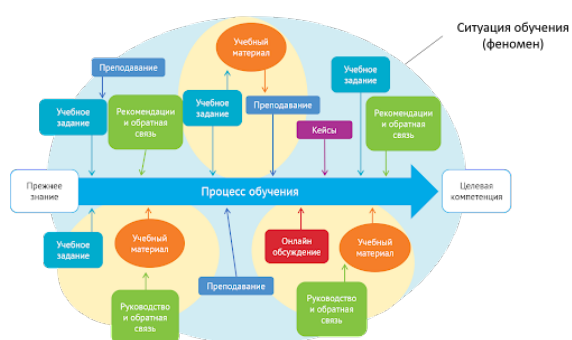 Ситуация обучения
(феномен)
Учебный
материал
Преподавание
Учебное
задание
Учебное
задание
Рекомендации
и обратная
связь
Учебное
задание
Преподавание
Рекомендации
и обратная
связь
Кейсы
Прежнее
знание
Процесс обучения
Целевая
компетенция
Учебное
задание
Учебный
материал
Онлайн
обсуждение
Учебный
материал
Преподавание
Руководство
и обратная
связь
Руководство
и обратная
связь